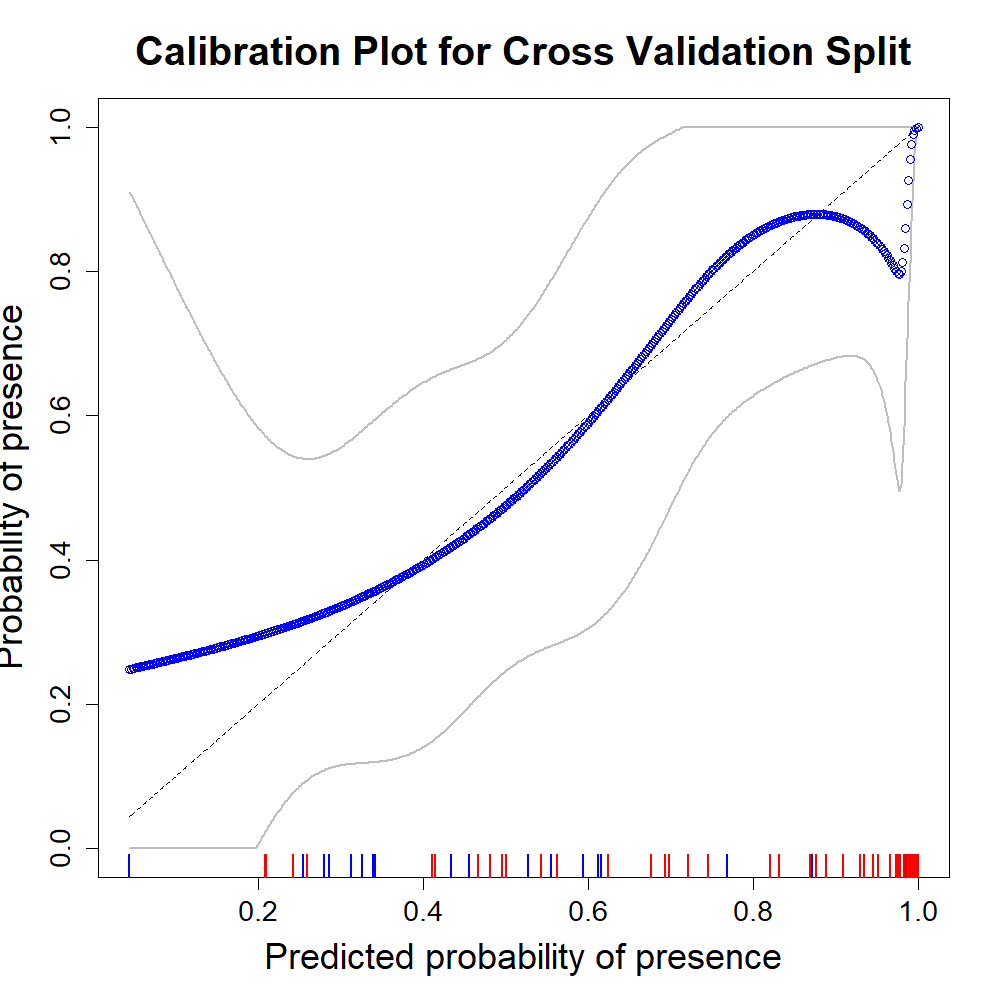 Calibration Plot for Cross Validation Split
Probability of presence
1.0
0.8
0.6
0.4
0.2
0.0
0.2 0.4 0.6 0.8 1.0
Predicted probability of presence